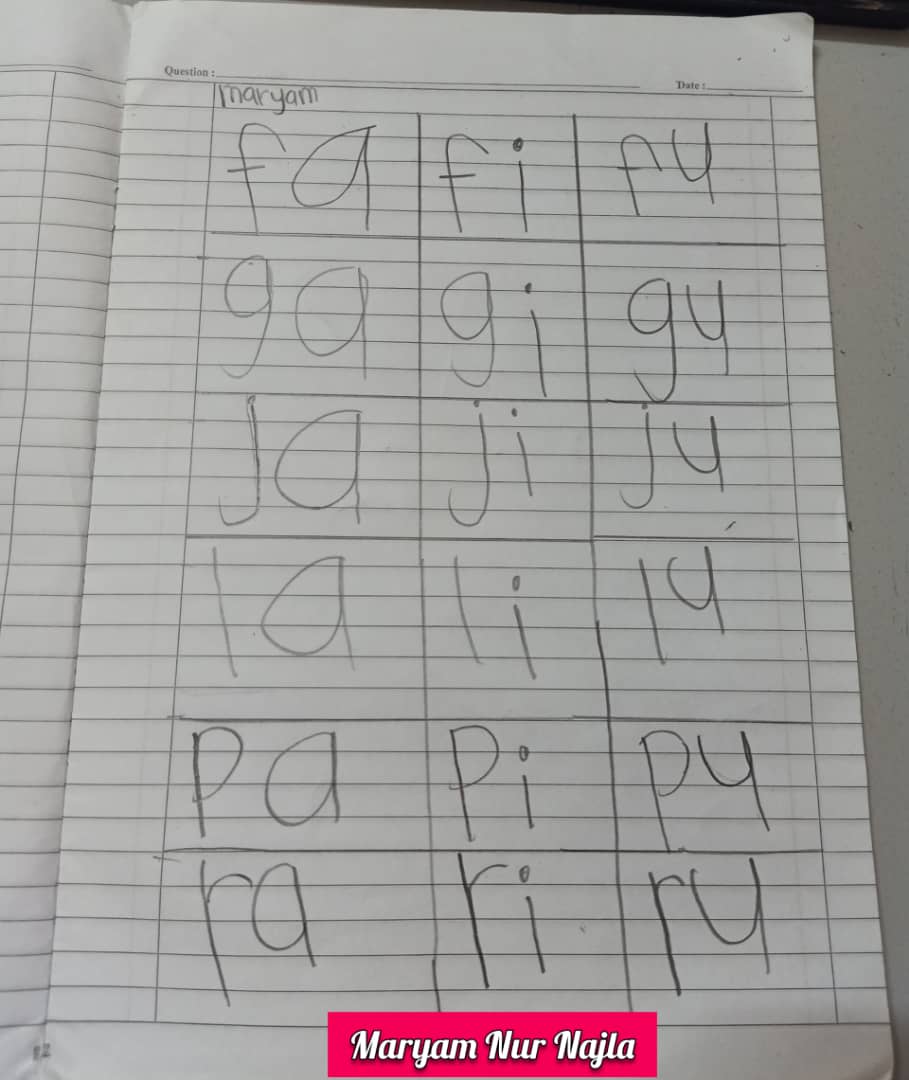 Question :
Date :
maryam
fa fi fu
ga gi gu
ja ji ju
la li lu
pa pi pu
ra ri ru
Maryam Nur Najla